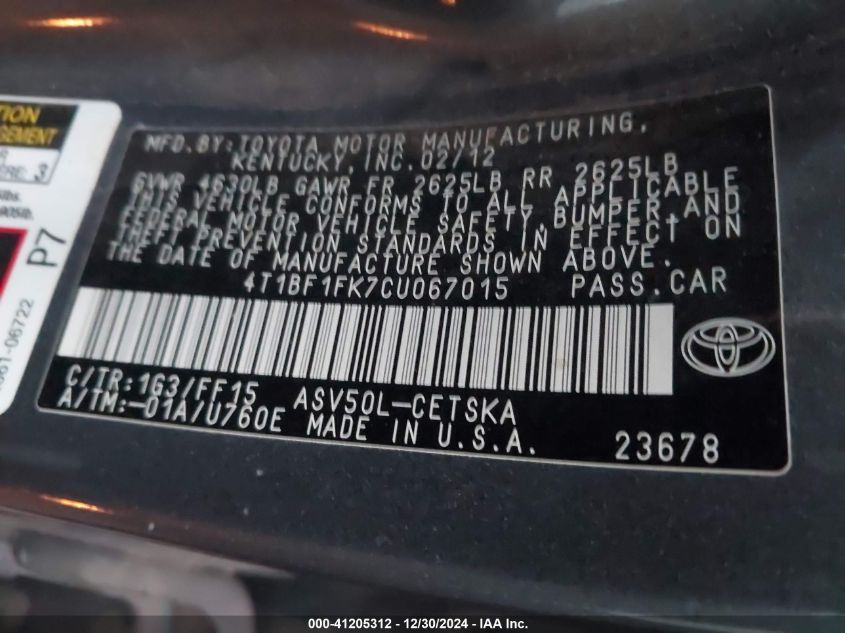 MFD.BY:TOYOTA MOTOR MANUFACTURING,
KENTUCKY,INC.02/12
GVWR 4630LB GAWR FR 2625LB RR 2625LB
THIS VEHICLE CONFORMS TO ALL APPLICABLE
FEDERAL MOTOR VEHICLE SAFETY,BUMPER,AND
THEFT PREVENTION STANDARDS IN EFFECT ON
THE DATE OF MANUFACTURE SHOWN ABOVE.
4T1BF1FK7CU067015 PASS.CAR
C/TR:1G3/FF15 ASV50L-CETSKA
A/TM:-01A/U760E MADE IN U.S.A. 23678
3
P7
361-06722
000-41205312 - 12/30/2024 - IAA Inc.